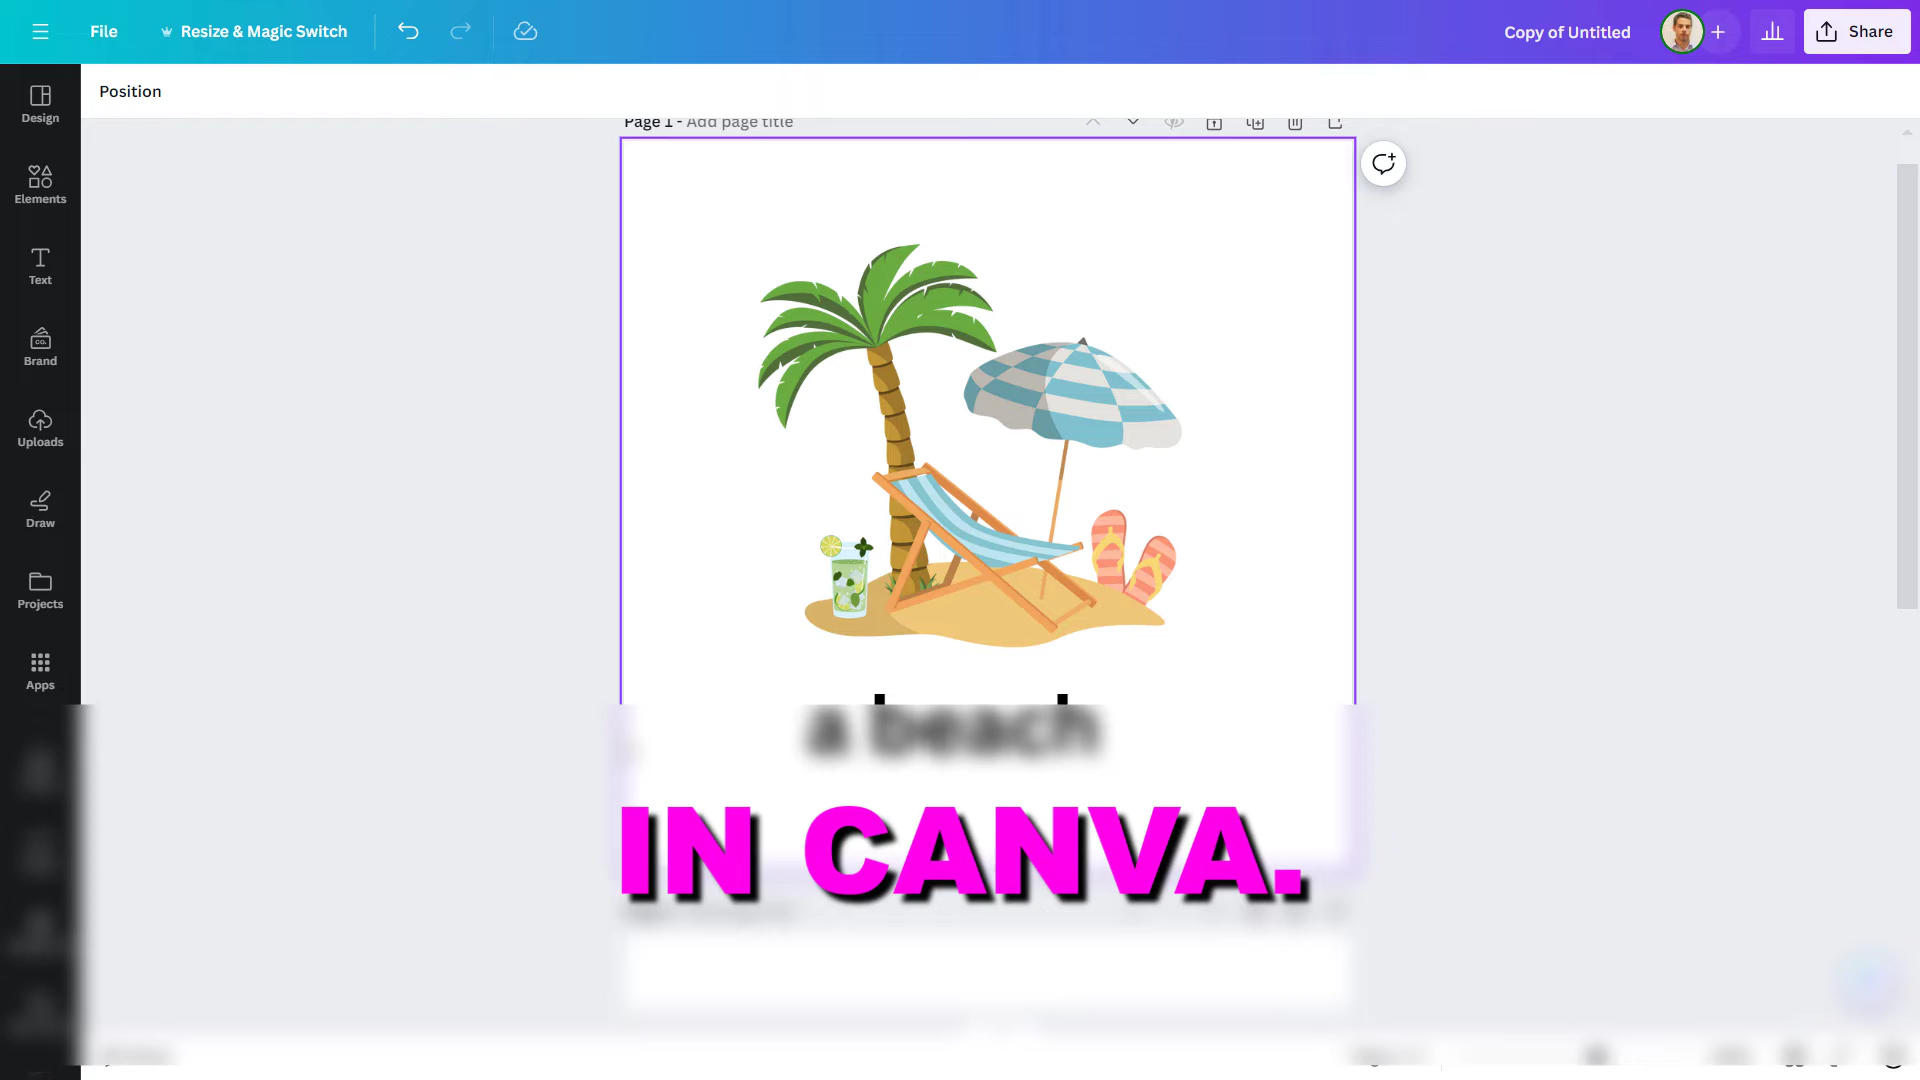 File
Resize & Magic Switch
Copy of Untitled
Share
Position
Design
Elements
Text
Brand
CO.
Uploads
Draw
Projects
Apps
Page 1 - Add page title
a beach
IN CANVA.